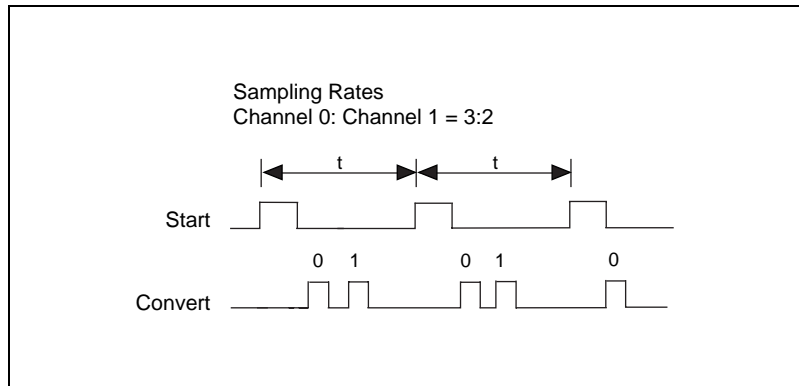 Sampling Rates
Channel 0: Channel 1 = 3:2
t t
Start
0 1 0 1 0
Convert